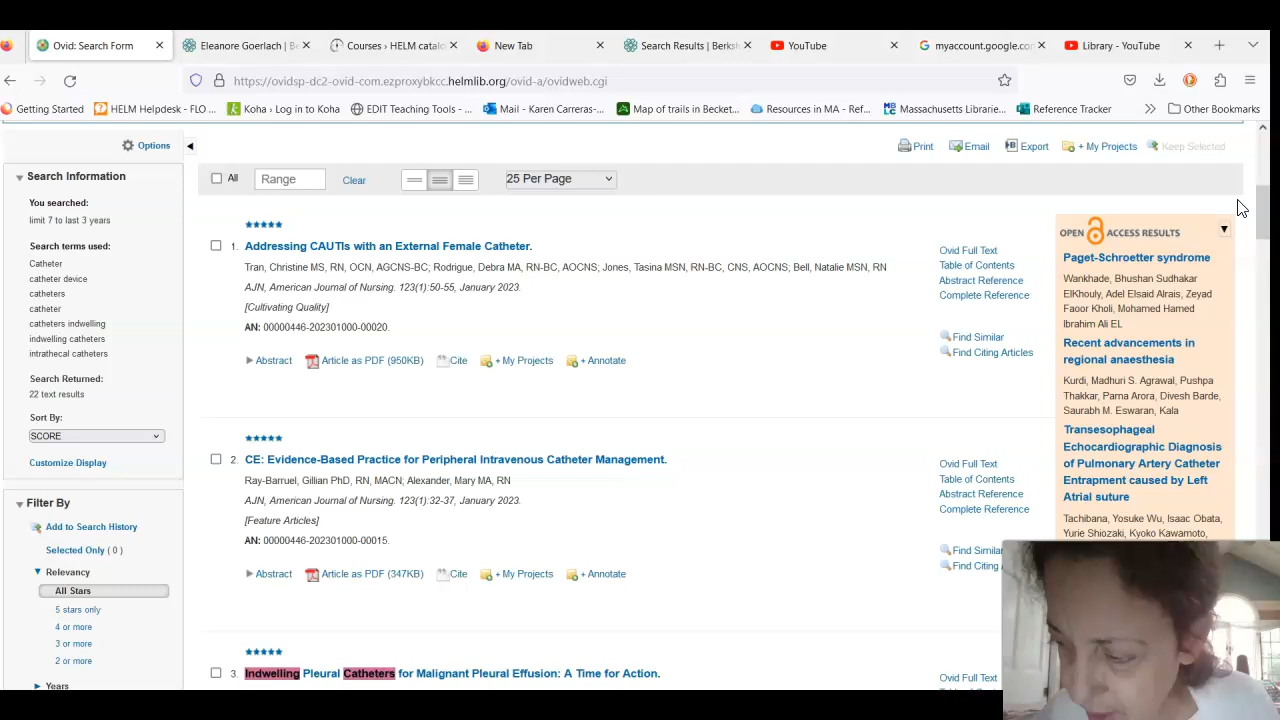 Ovid: Search Form
Eleanore Goerlach | Be
Courses › HELM catalo
New Tab
Search Results | Berksh
YouTube
myaccount.google.co
Library - YouTube
https://ovidsp-dc2-ovid-com.ezproxybkcc.helmlib.org/ovid-a/ovidweb.cgi
Getting Started
HELM Helpdesk - FLO ...
Koha › Log in to Koha
EDIT Teaching Tools - ...
Mail - Karen Carreras-...
Map of trails in Becket...
Resources in MA - Ref...
Massachusetts Librarie...
Reference Tracker
Other Bookmarks
Options
Print
Email
Export
+ My Projects
Keep Selected
All
Range
Clear
25 Per Page
Search Information
You searched:
limit 7 to last 3 years
Search terms used:
Catheter
catheter device
catheters
catheter
catheters indwelling
indwelling catheters
intrathecal catheters
Search Returned:
22 text results
Sort By:
SCORE
Customize Display
Filter By
Add to Search History
Selected Only ( 0 )
Relevancy
All Stars
5 stars only
4 or more
3 or more
2 or more
Years
1. Addressing CAUTIs with an External Female Catheter.
Tran, Christine MS, RN, OCN, AGCNS-BC; Rodrigue, Debra MA, RN-BC, AOCNS; Jones, Tasina MSN, RN-BC, CNS, AOCNS; Bell, Natalie MSN, RN
AJN, American Journal of Nursing. 123(1):50-55, January 2023.
[Cultivating Quality]
AN: 00000446-202301000-00020.
Abstract
Article as PDF (950KB)
Cite
+ My Projects
+ Annotate
Ovid Full Text
Table of Contents
Abstract Reference
Complete Reference
Find Similar
Find Citing Articles
2. CE: Evidence-Based Practice for Peripheral Intravenous Catheter Management.
Ray-Barruel, Gillian PhD, RN, MACN; Alexander, Mary MA, RN
AJN, American Journal of Nursing. 123(1):32-37, January 2023.
[Feature Articles]
AN: 00000446-202301000-00015.
Abstract
Article as PDF (347KB)
Cite
+ My Projects
+ Annotate
Ovid Full Text
Table of Contents
Abstract Reference
Complete Reference
Find Similar
Find Citing
3. Indwelling Pleural Catheters for Malignant Pleural Effusion: A Time for Action.
Ovid Full Text
OPEN ACCESS RESULTS
Paget-Schroetter syndrome
Wankhade, Bhushan Sudhakar
ElKhouly, Adel Elsaid Alrais, Zeyad
Faoor Kholi, Mohamed Hamed
Ibrahim Ali EL
Recent advancements in
regional anaesthesia
Kurdi, Madhuri S. Agrawal, Pushpa
Thakkar, Parna Arora, Divesh Barde,
Saurabh M. Eswaran, Kala
Transesophageal
Echocardiographic Diagnosis
of Pulmonary Artery Catheter
Entrapment caused by Left
Atrial suture
Tachibana, Yosuke Wu, Isaac Obata,
Yurie Shiozaki, Kyoko Kawamoto,